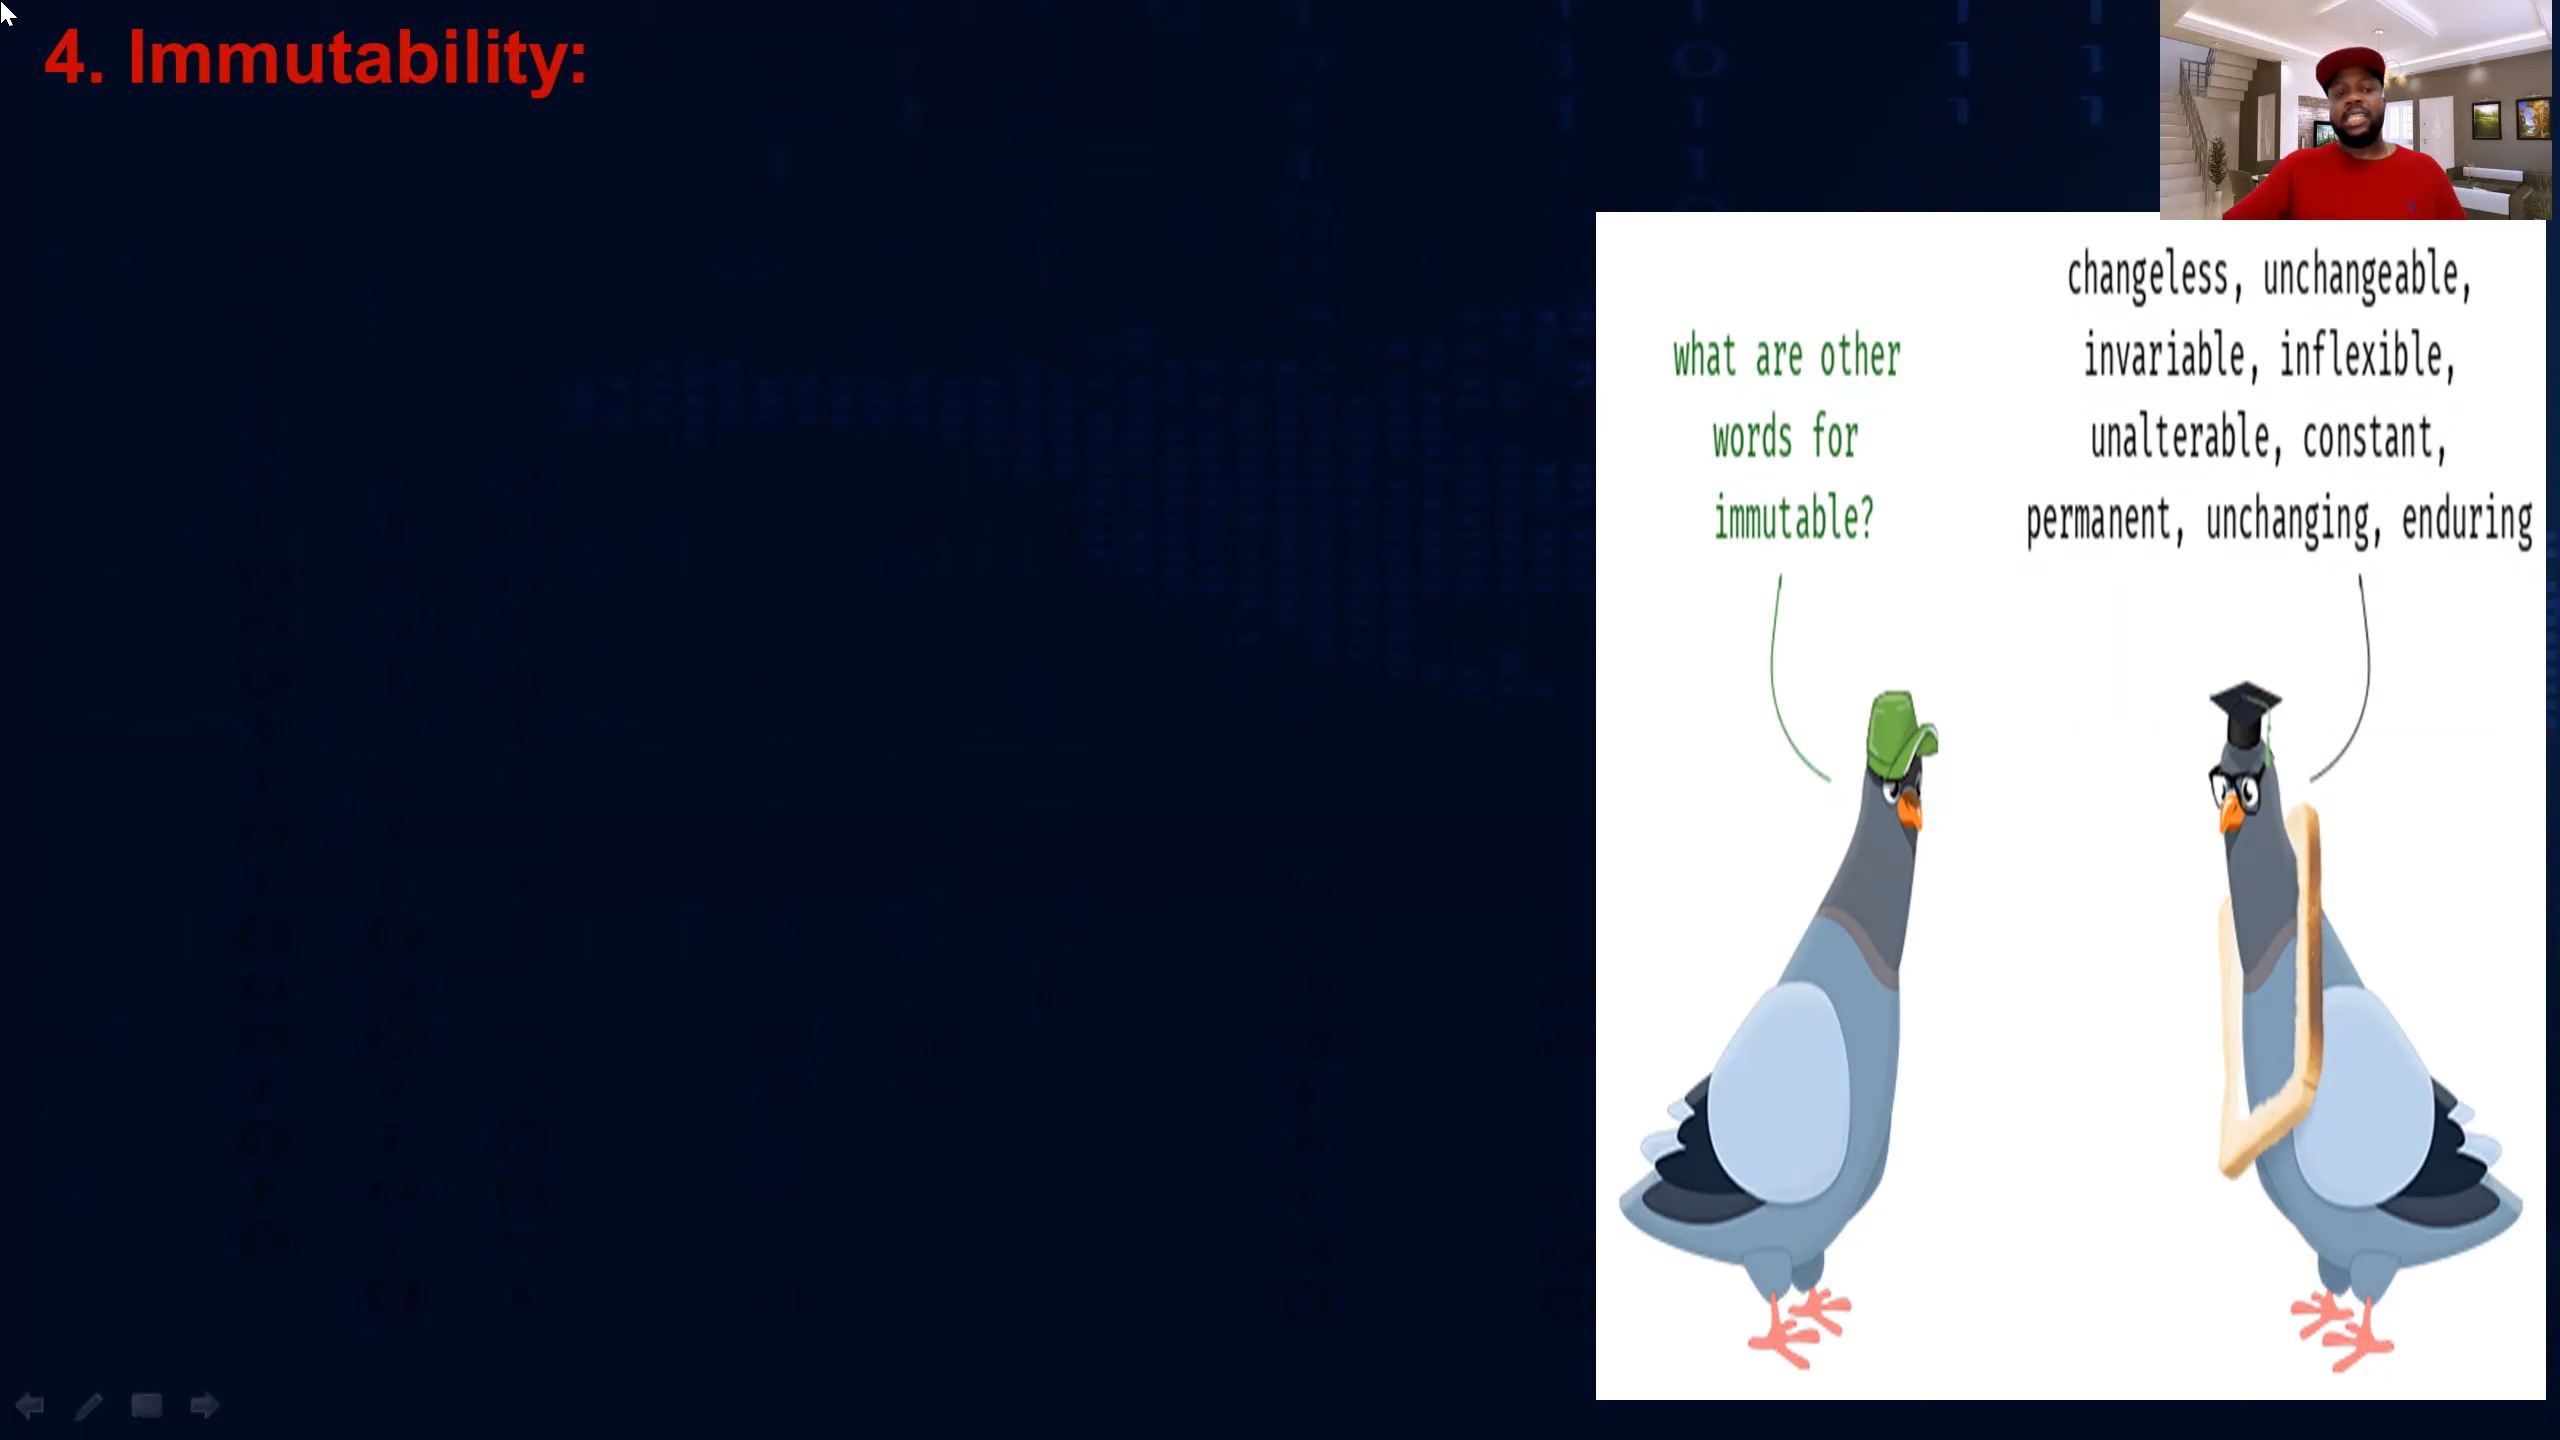 4. Immutability:
what are other
words for
immutable?
changeless, unchangeable,
invariable, inflexible,
unalterable, constant,
permanent, unchanging, enduring